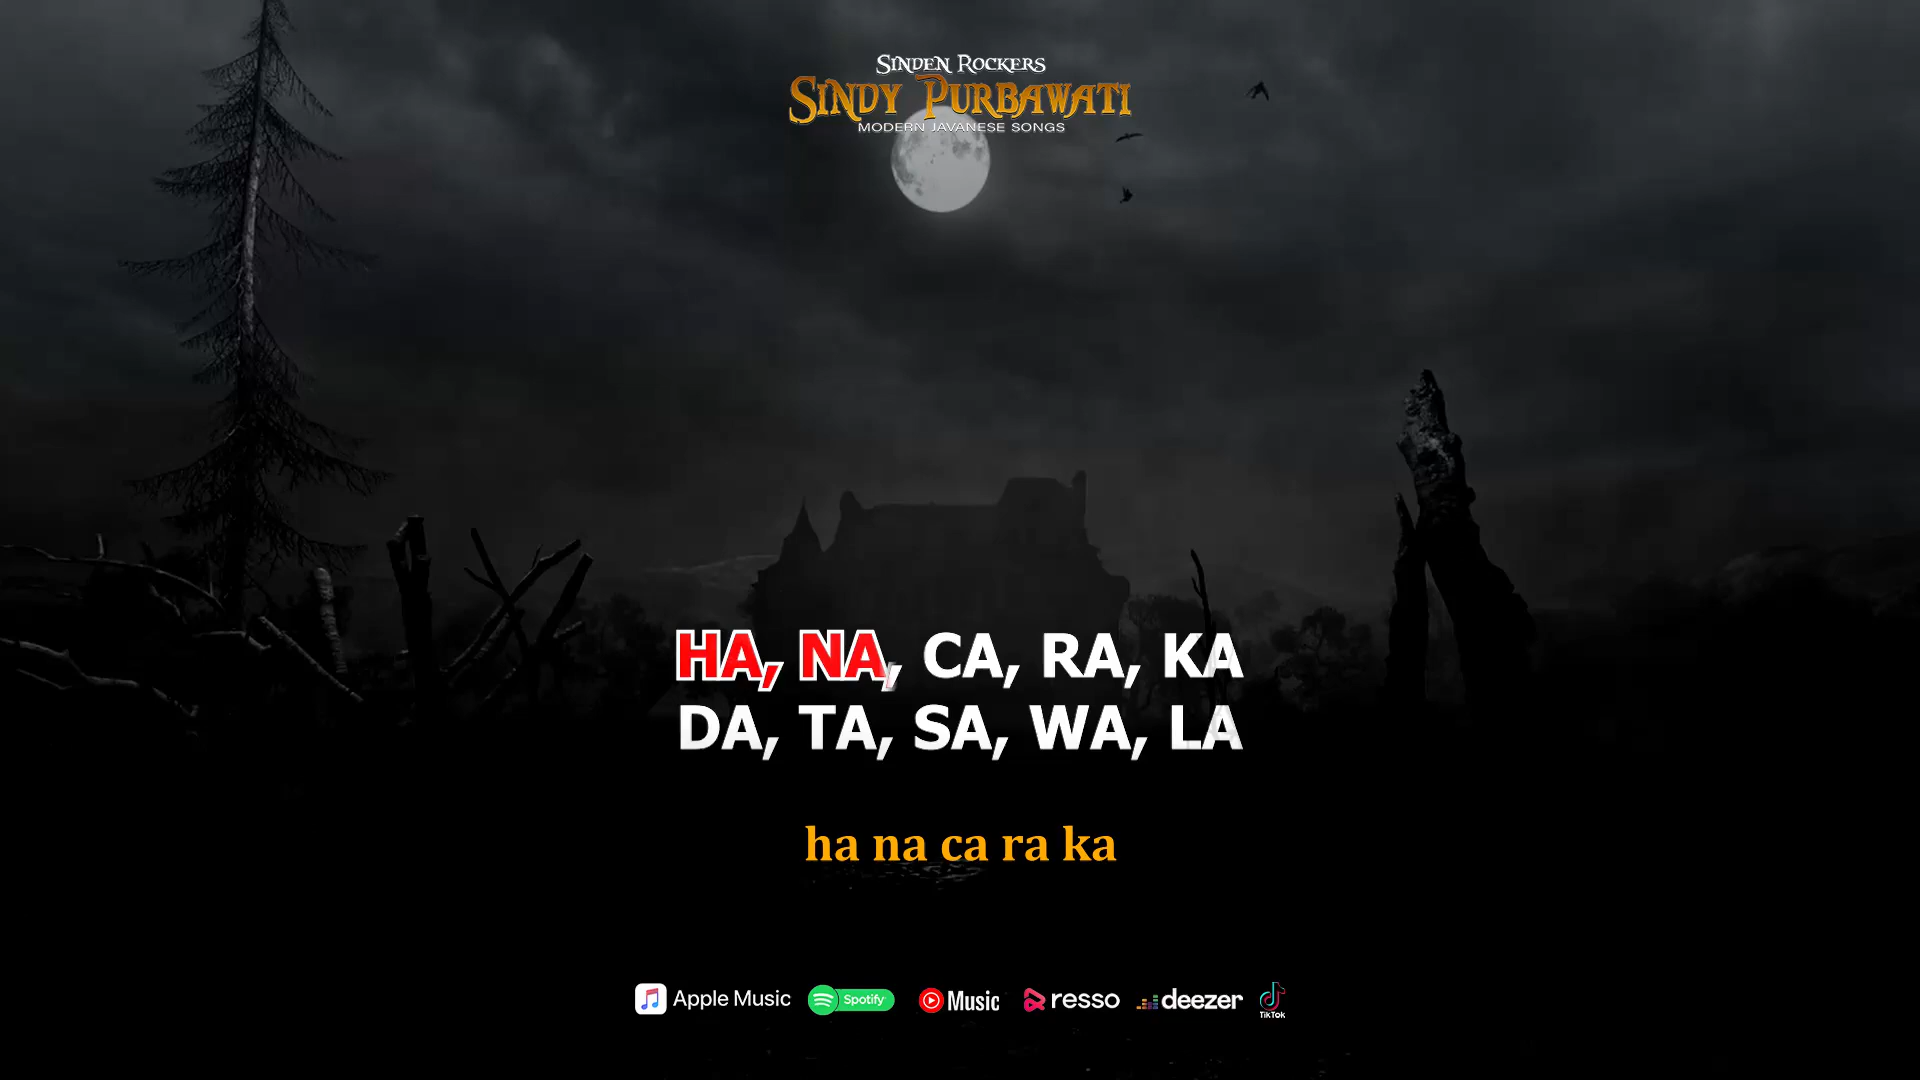 SINDEN ROCKERS
SINDY PURBAWATI
MODERN JAVANESE SONGS
HA, NA, CA, RA, KA
DA, TA, SA, WA, LA
ha na ca ra ka
Apple Music Spotify Music resso deezer TikTok